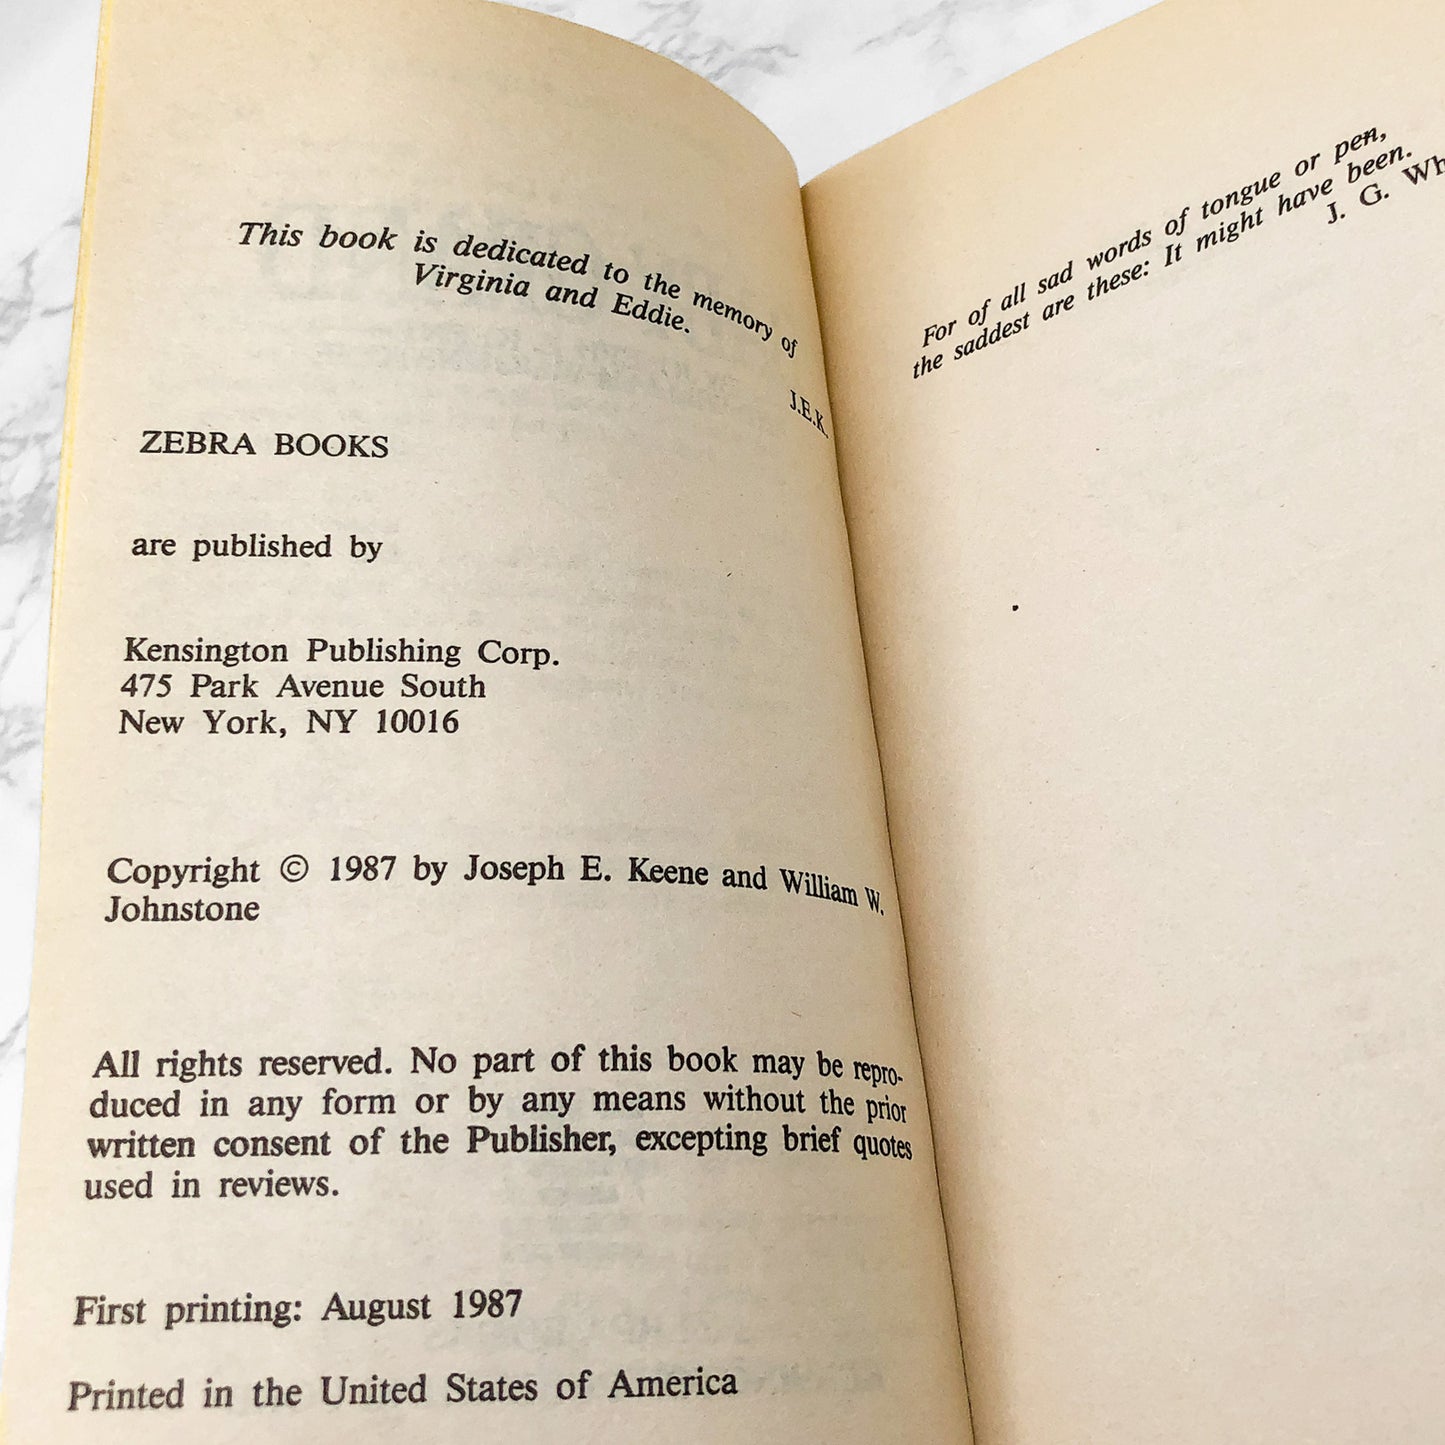 This book is dedicated to the memory of
Virginia and Eddie.
J.E.K.
ZEBRA BOOKS
are published by
Kensington Publishing Corp.
475 Park Avenue South
New York, NY 10016
Copyright © 1987 by Joseph E. Keene and William W.
Johnstone
All rights reserved. No part of this book may be repro-
duced in any form or by any means without the prior
written consent of the Publisher, excepting brief quotes
used in reviews.
First printing: August 1987
Printed in the United States of America
For of all sad words of tongue or pen,
the saddest are these: It might have been.
J. G. Wh